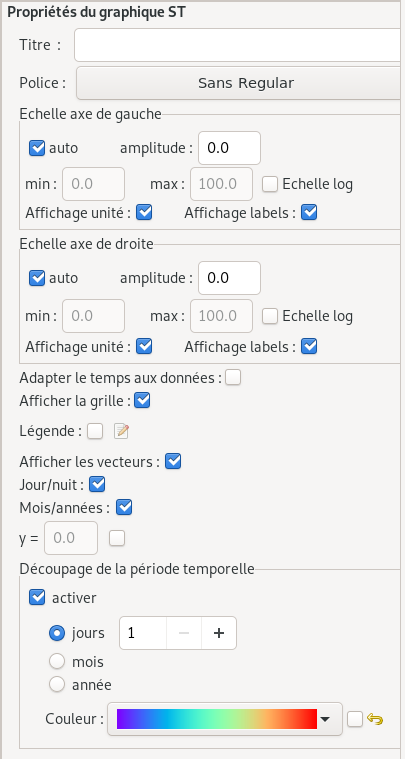 Propriétés du graphique ST
Titre :
Police : Sans Regular
Echelle axe de gauche
auto amplitude : 0.0
min : 0.0 max : 100.0 Echelle log
Affichage unité : Affichage labels :
Echelle axe de droite
auto amplitude : 0.0
min : 0.0 max : 100.0 Echelle log
Affichage unité : Affichage labels :
Adapter le temps aux données :
Afficher la grille :
Légende :
Afficher les vecteurs :
Jour/nuit :
Mois/années :
y = 0.0
Découpage de la période temporelle
activer
jours 1 − +
mois
année
Couleur :